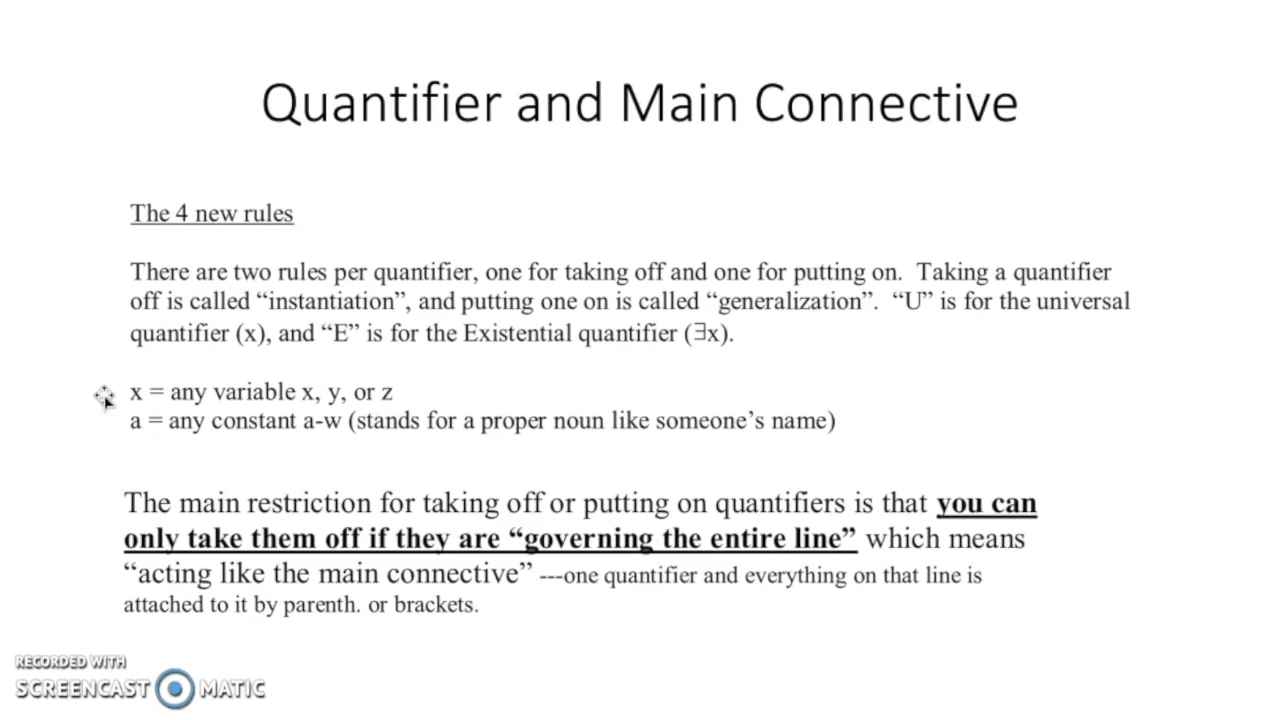 Quantifier and Main Connective
The 4 new rules
There are two rules per quantifier, one for taking off and one for putting on.  Taking a quantifier
off is called “instantiation”, and putting one on is called “generalization”.  “U” is for the universal
quantifier (x), and “E” is for the Existential quantifier (∃x).
x = any variable x, y, or z
a = any constant a-w (stands for a proper noun like someone’s name)
The main restriction for taking off or putting on quantifiers is that you can
only take them off if they are “governing the entire line” which means
“acting like the main connective” ---one quantifier and everything on that line is
attached to it by parenth. or brackets.
RECORDED WITH
SCREENCAST MATIC